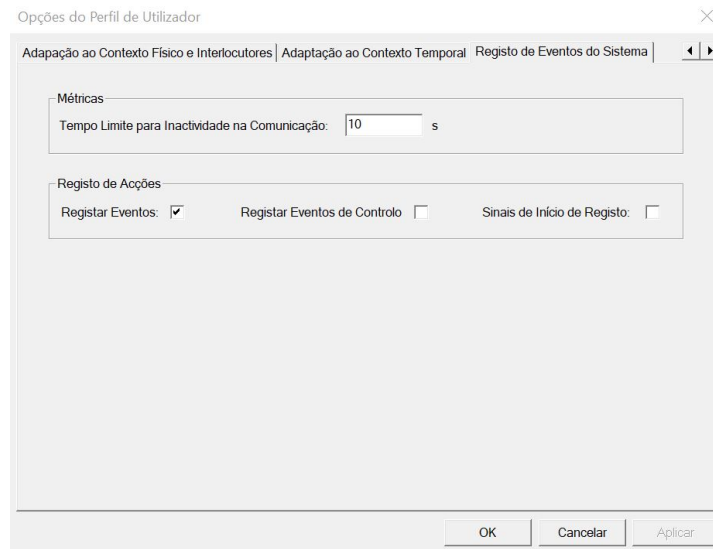 Opções do Perfil de Utilizador
Adapação ao Contexto Físico e Interlocutores Adaptação ao Contexto Temporal Registo de Eventos do Sistema
Métricas
Tempo Limite para Inactividade na Comunicação: 10 s
Registo de Acções
Registar Eventos: Registar Eventos de Controlo Sinais de Início de Registo:
OK Cancelar Aplicar